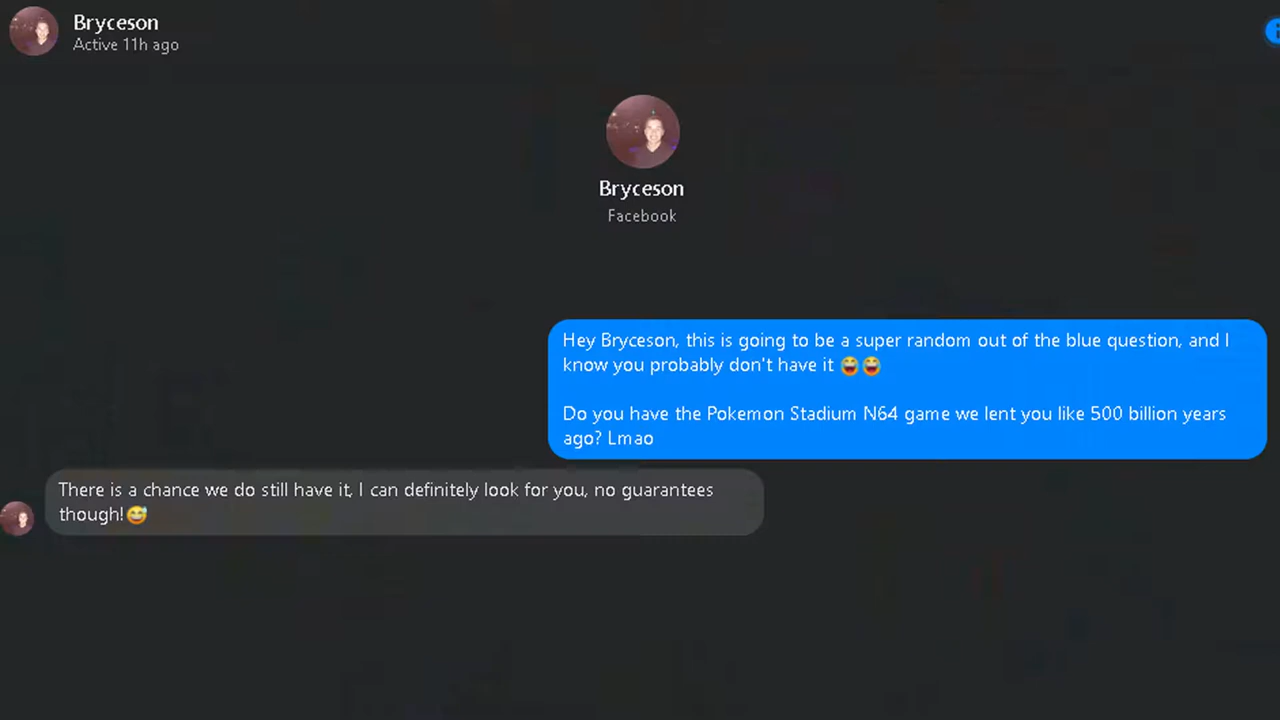 Bryceson
Active 11h ago
Bryceson
Facebook
Hey Bryceson, this is going to be a super random out of the blue question, and I
know you probably don't have it 😂😂
Do you have the Pokemon Stadium N64 game we lent you like 500 billion years
ago? Lmao
There is a chance we do still have it, I can definitely look for you, no guarantees
though!😅